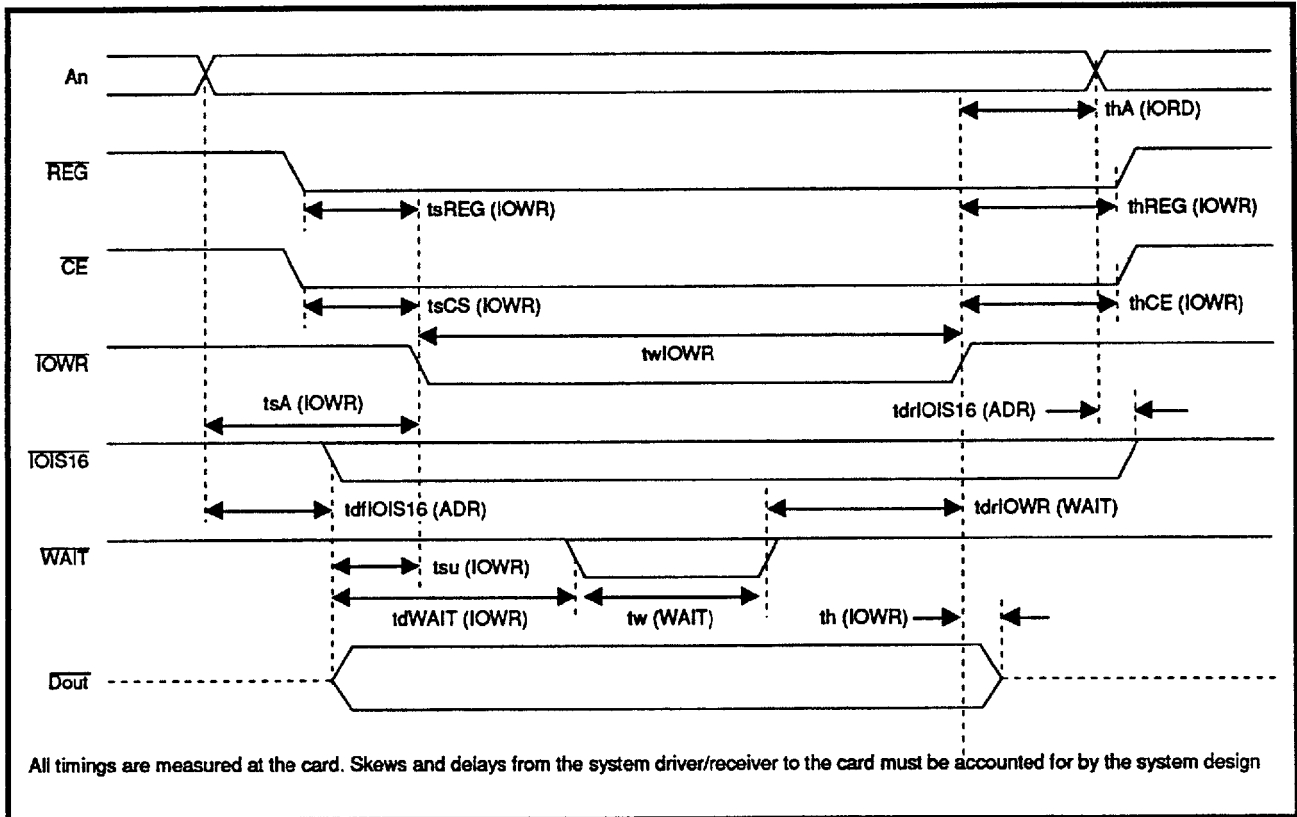 An
thA (IORD)
REG
tsREG (IOWR)
thREG (IOWR)
CE
tsCS (IOWR)
thCE (IOWR)
twIOWR
IOWR
tsA (IOWR)
tdrIOIS16 (ADR)
IOIS16
tdfIOIS16 (ADR)
tdrIOWR (WAIT)
WAIT
tsu (IOWR)
tdWAIT (IOWR)
tw (WAIT)
th (IOWR)
Dout
All timings are measured at the card. Skews and delays from the system driver/receiver to the card must be accounted for by the system design